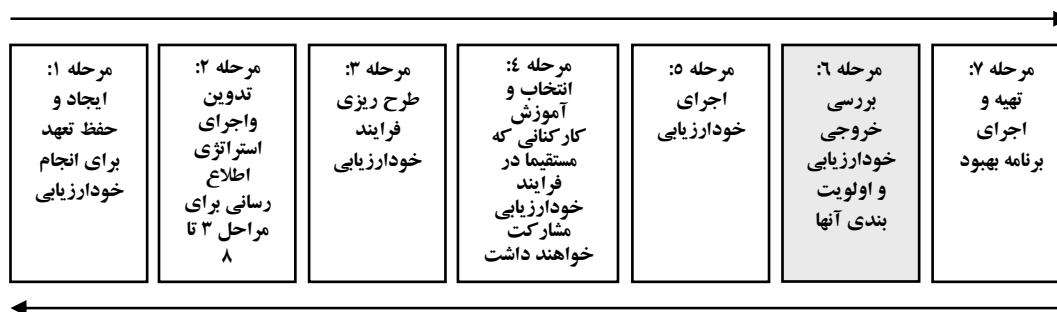 مرحله ۱:
ایجاد و
حفظ تعهد
برای انجام
خودارزیابی
مرحله ۲:
تدوین
واجرای
استراتژی
اطلاع
رسانی برای
مراحل ۳ تا
۸
مرحله ۳:
طرح ریزی
فرایند
خودارزیابی
مرحله ٤:
انتخاب و
آموزش
کارکنانی که
مستقیما در
فرایند
خودارزیابی
مشارکت
خواهند داشت
مرحله ٥:
اجرای
خودارزیابی
مرحله ٦:
بررسی
خروجی
خودارزیابی
و اولویت
بندی آنها
مرحله ۷:
تهیه و
اجرای
برنامه بهبود